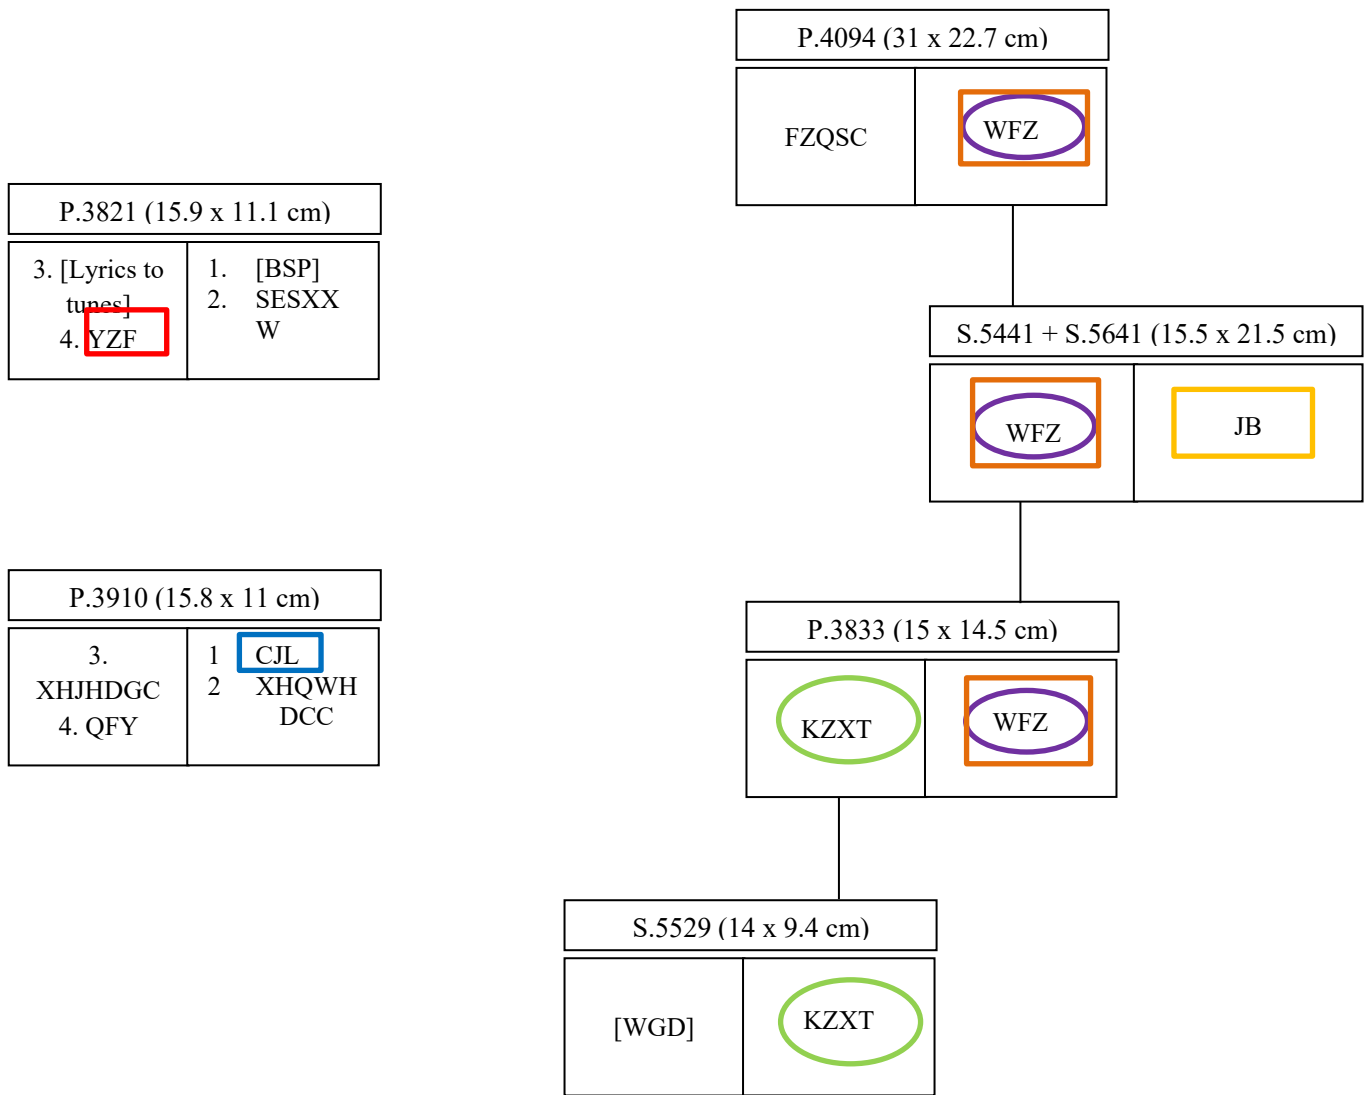 P.4094 (31 x 22.7 cm)
FZQSC
WFZ
P.3821 (15.9 x 11.1 cm)
3. [Lyrics to
tunes]
4. YZF
1. [BSP]
2. SESXX
W
S.5441 + S.5641 (15.5 x 21.5 cm)
WFZ
JB
P.3910 (15.8 x 11 cm)
3.
XHJHDGC
4. QFY
1 CJL
2 XHQWH
DCC
P.3833 (15 x 14.5 cm)
KZXT
WFZ
S.5529 (14 x 9.4 cm)
[WGD]
KZXT